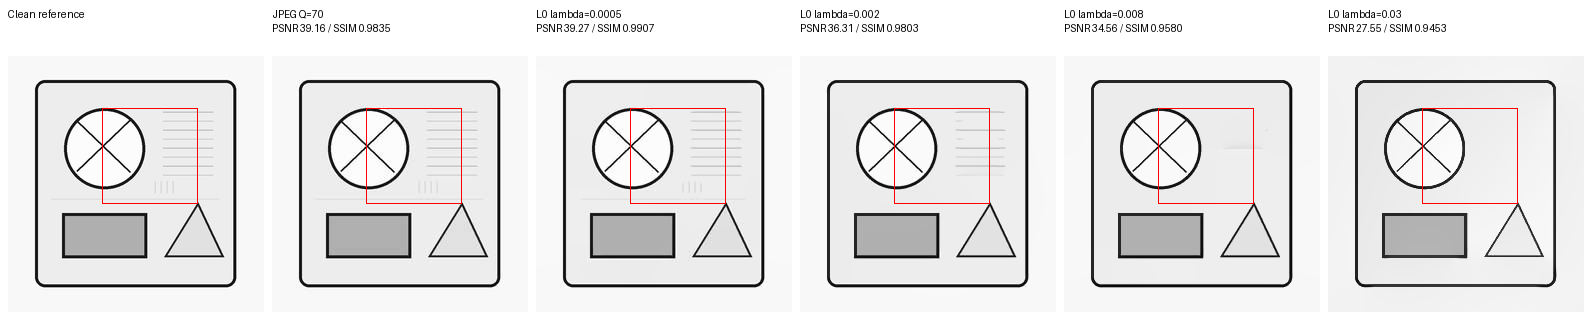 Clean reference
JPEG Q=70
PSNR 39.16 / SSIM 0.9835
L0 lambda=0.0005
PSNR 39.27 / SSIM 0.9907
L0 lambda=0.002
PSNR 36.31 / SSIM 0.9803
L0 lambda=0.008
PSNR 34.56 / SSIM 0.9580
L0 lambda=0.03
PSNR 27.55 / SSIM 0.9453